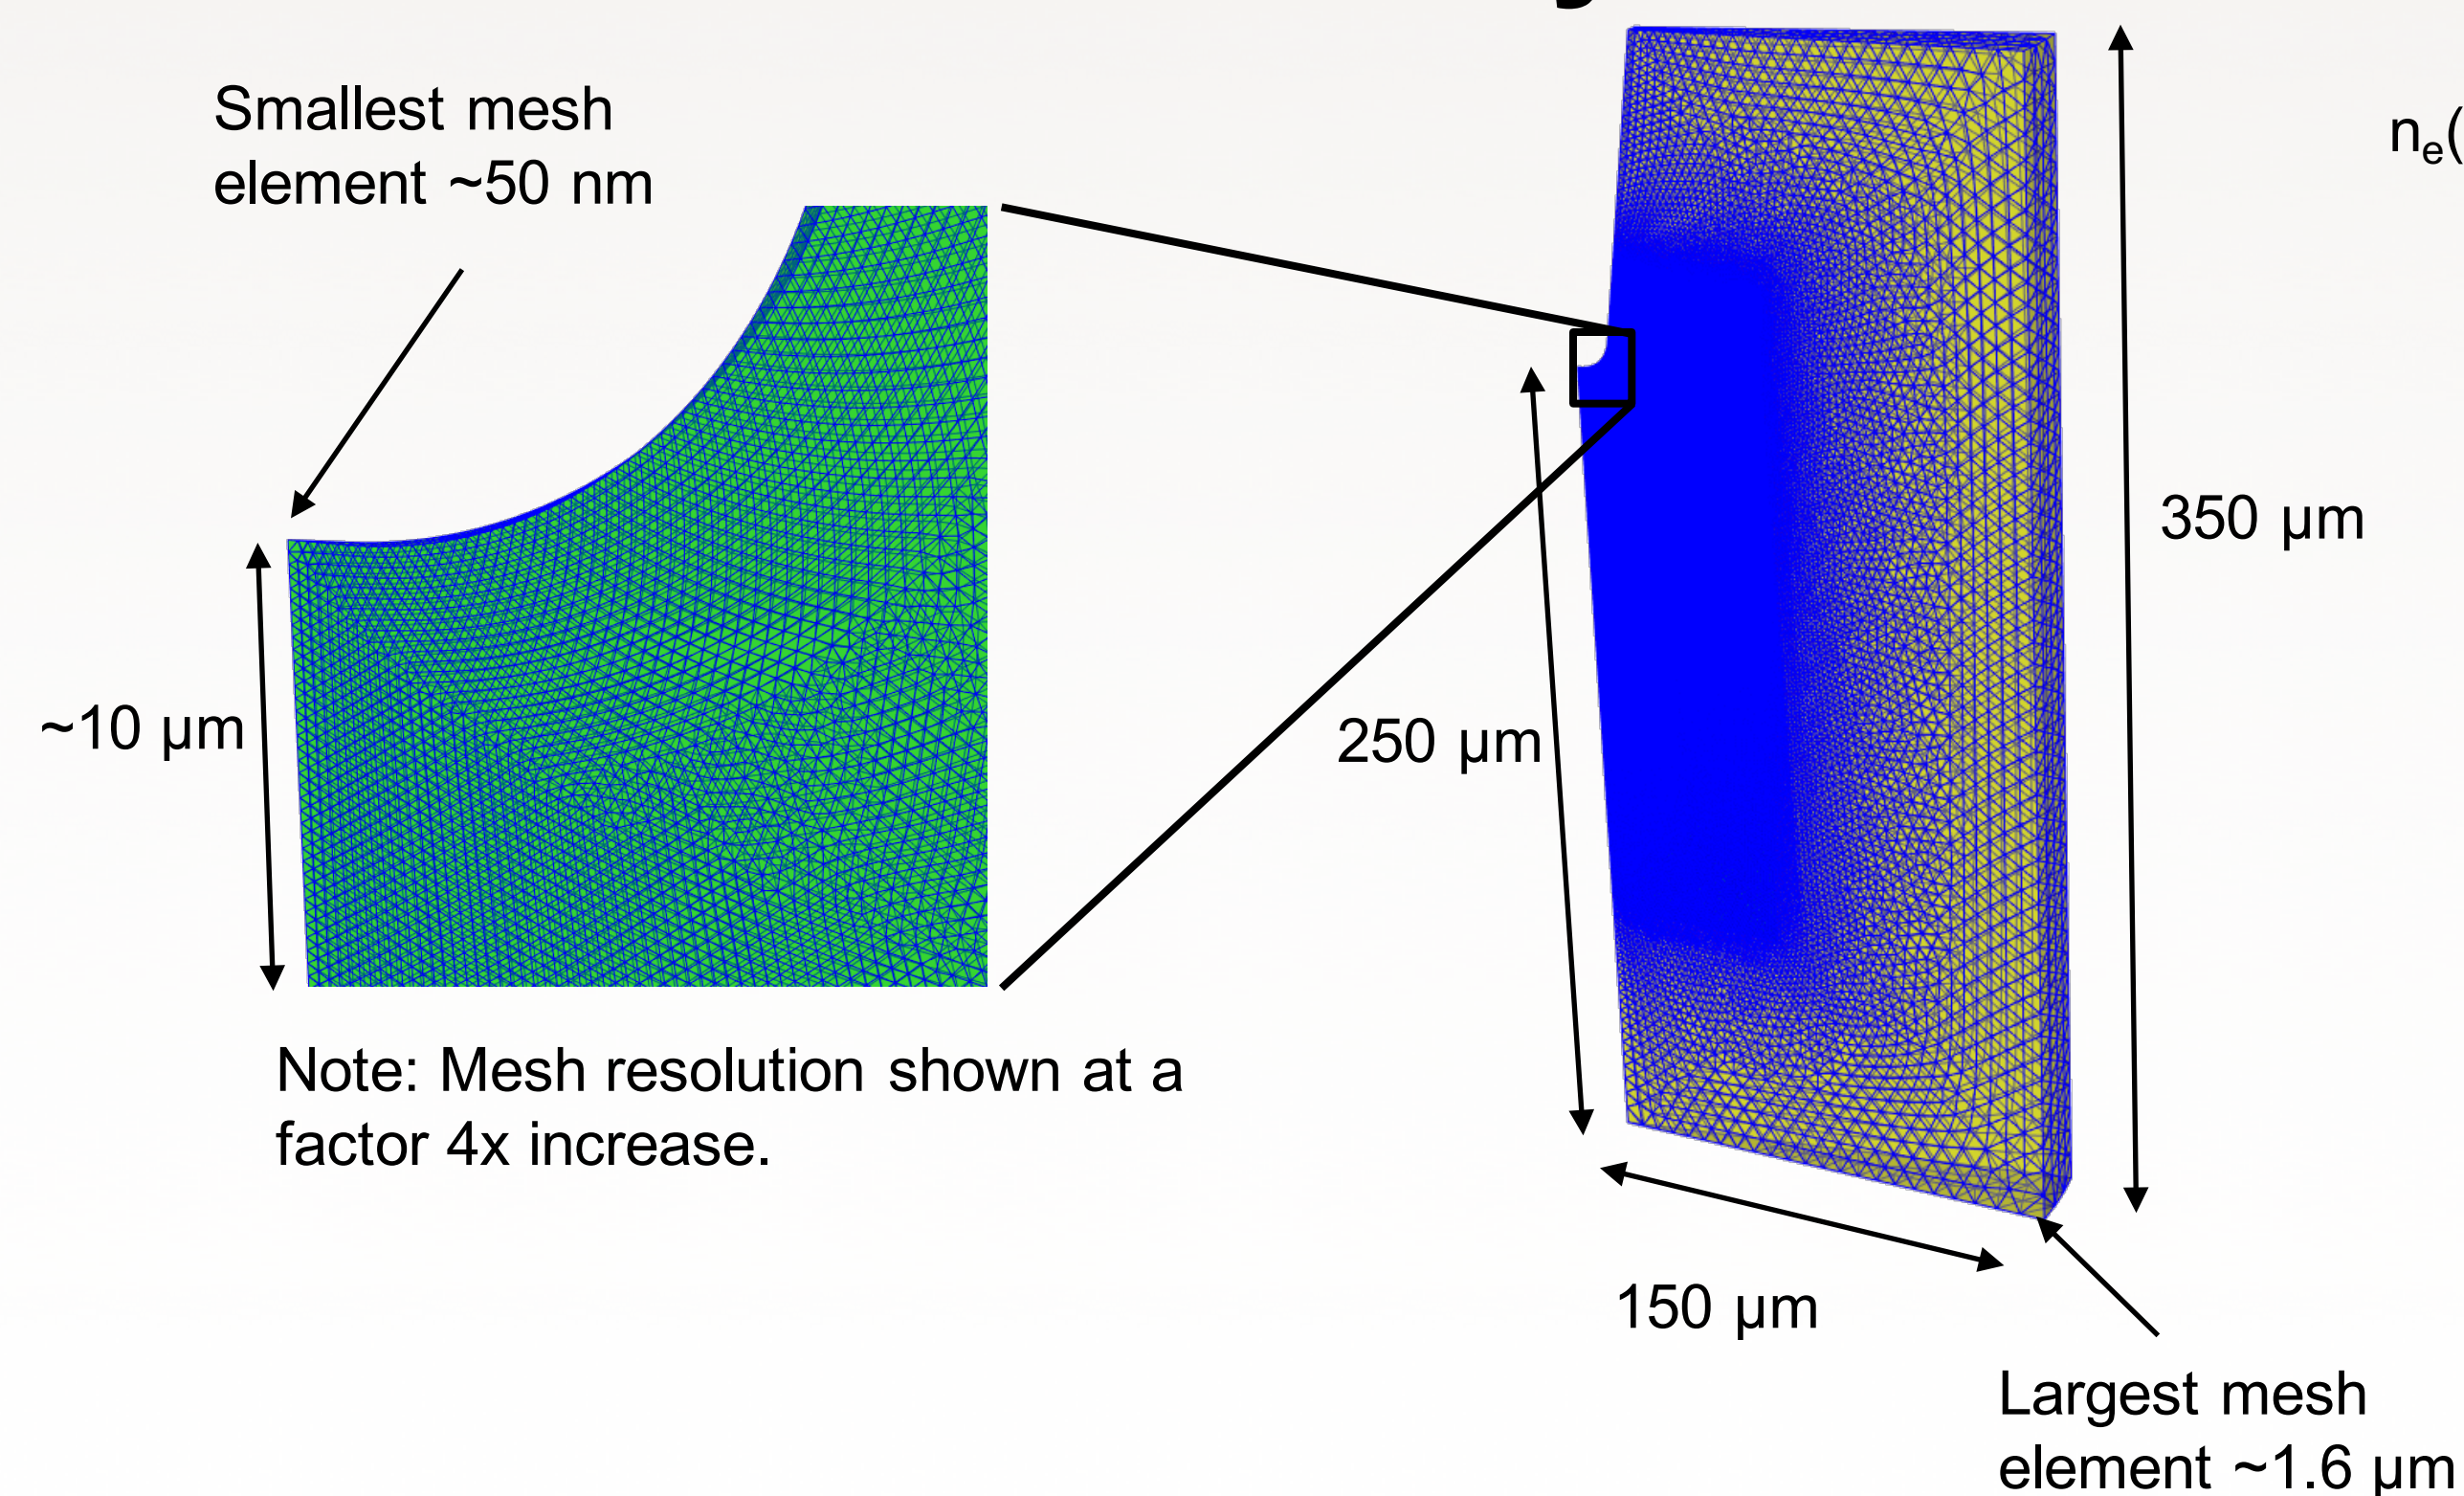 Smallest mesh
element ~50 nm
nₑ(
350 µm
~10 µm
250 µm
Note: Mesh resolution shown at a
factor 4x increase.
150 µm
Largest mesh
element ~1.6 µm